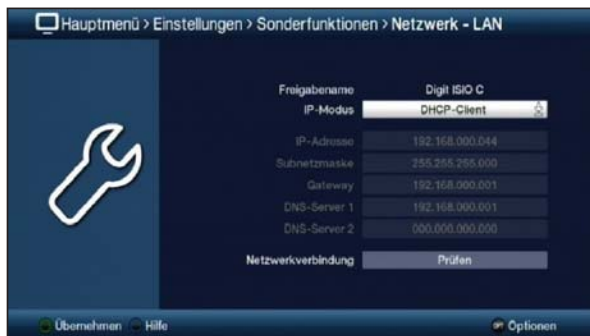 Hauptmenü > Einstellungen > Sonderfunktionen > Netzwerk - LAN
Freigabename Digit ISIO C
IP-Modus DHCP-Client
IP-Adresse 192.168.000.044
Subnetzmaske 255.255.255.000
Gateway 192.168.000.001
DNS-Server 1 192.168.000.001
DNS-Server 2 000.000.000.000
Netzwerkverbindung Prüfen
Übernehmen Hilfe Optionen